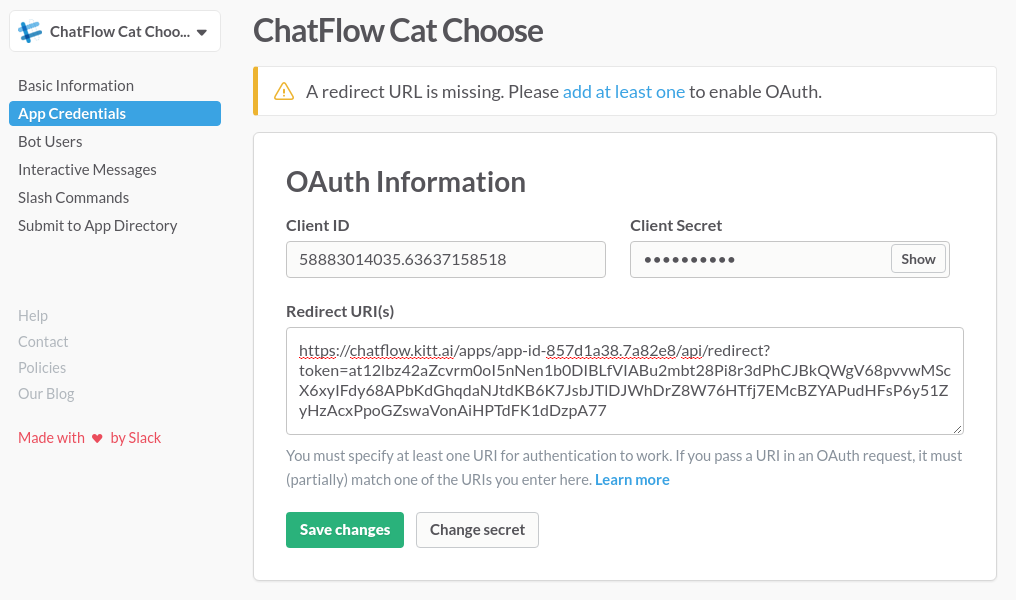 ChatFlow Cat Choo...
Basic Information
App Credentials
Bot Users
Interactive Messages
Slash Commands
Submit to App Directory
Help
Contact
Policies
Our Blog
Made with ❤ by Slack
ChatFlow Cat Choose
A redirect URL is missing. Please add at least one to enable OAuth.
OAuth Information
Client ID
58883014035.63637158518
Client Secret
•••••••••• Show
Redirect URI(s)
https://chatflow.kitt.ai/apps/app-id-857d1a38.7a82e8/api/redirect?
token=at12lbz42aZcvrm0oI5nNen1b0DIBLfVIABu2mbt28Pi8r3dPhCJBkQWgV68pvvwMSc
X6xyIFdy68APbKdGhqdaNJtdKB6K7JsbJTlDJWhDrZ8W76HTfj7EMcBZYAPudHFsP6y51Z
yHzAcxPpoGZswaVonAiHPTdFK1dDzpA77
You must specify at least one URI for authentication to work. If you pass a URI in an OAuth request, it must
(partially) match one of the URIs you enter here. Learn more
Save changes
Change secret